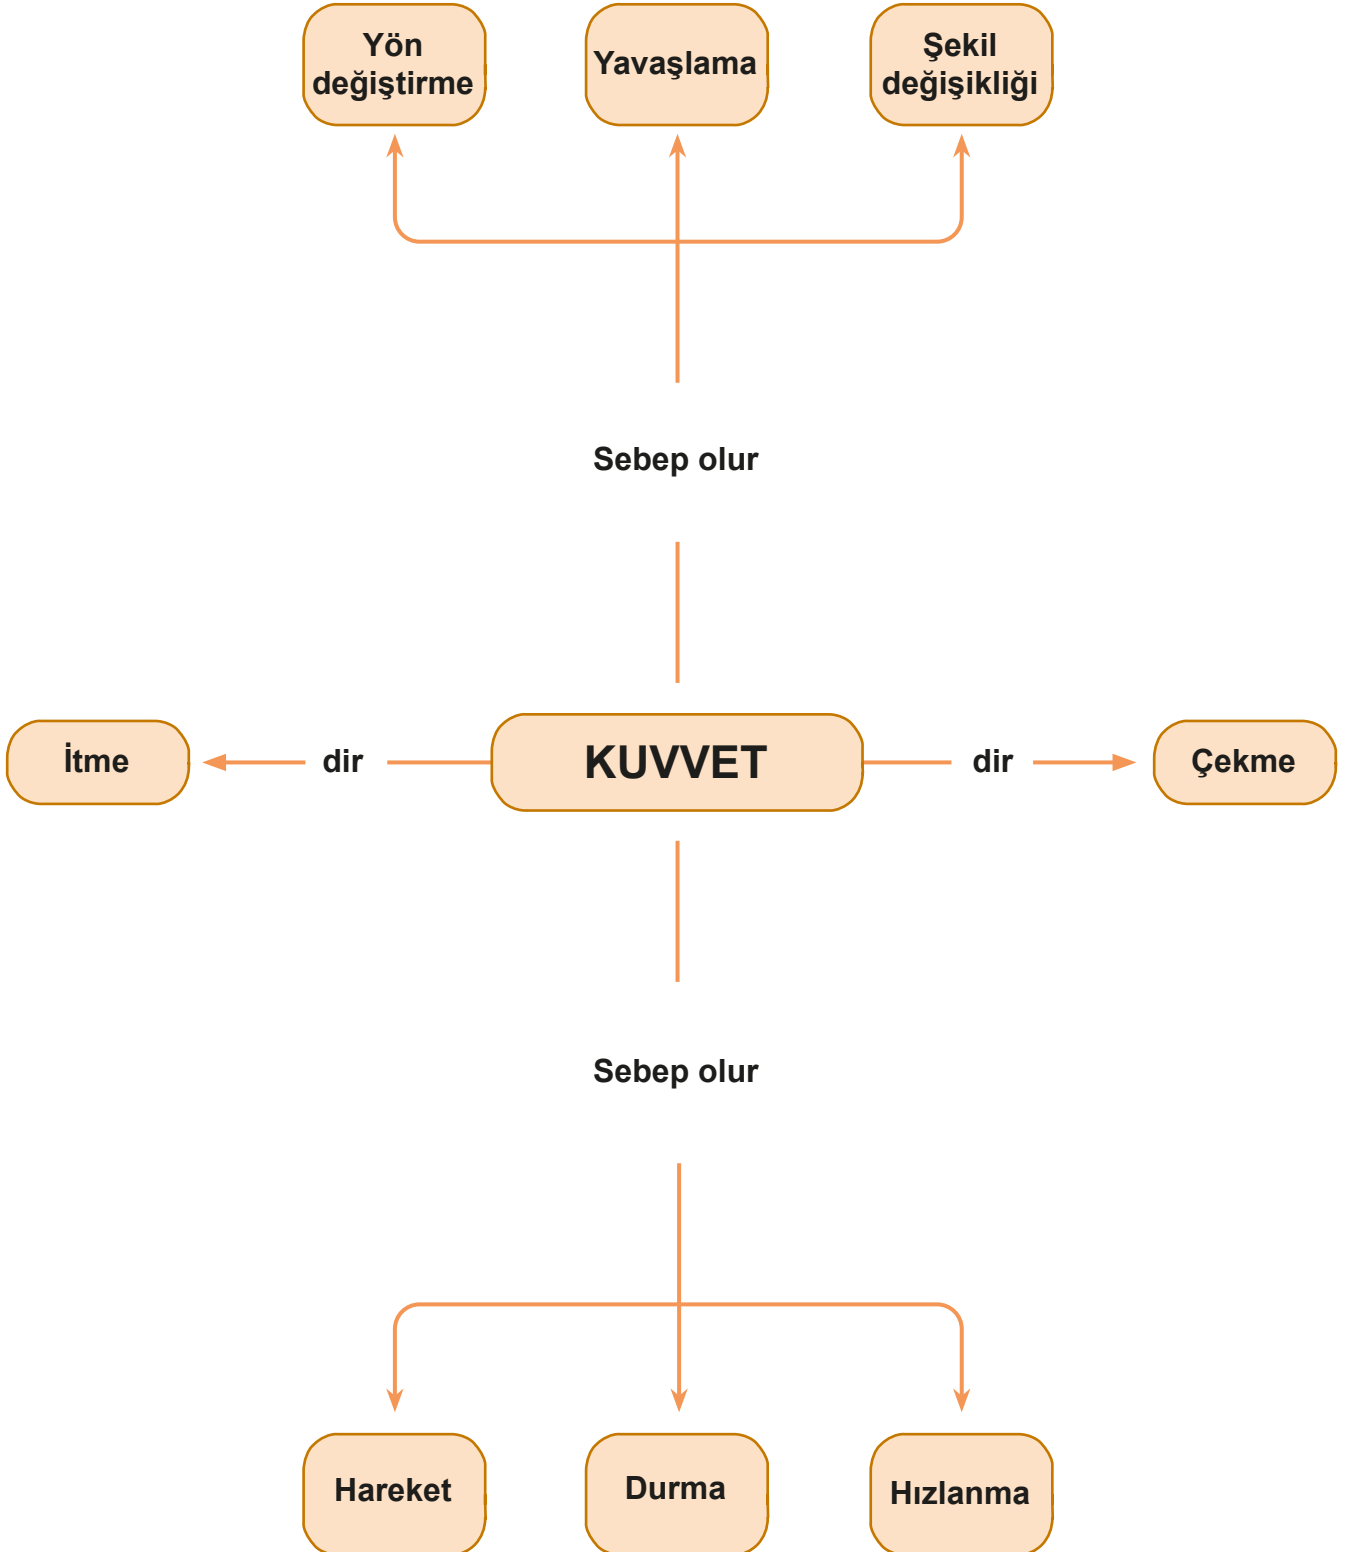 Yön
değiştirme
Yavaşlama
Şekil
değişikliği
Sebep olur
İtme
dir
KUVVET
dir
Çekme
Sebep olur
Hareket
Durma
Hızlanma